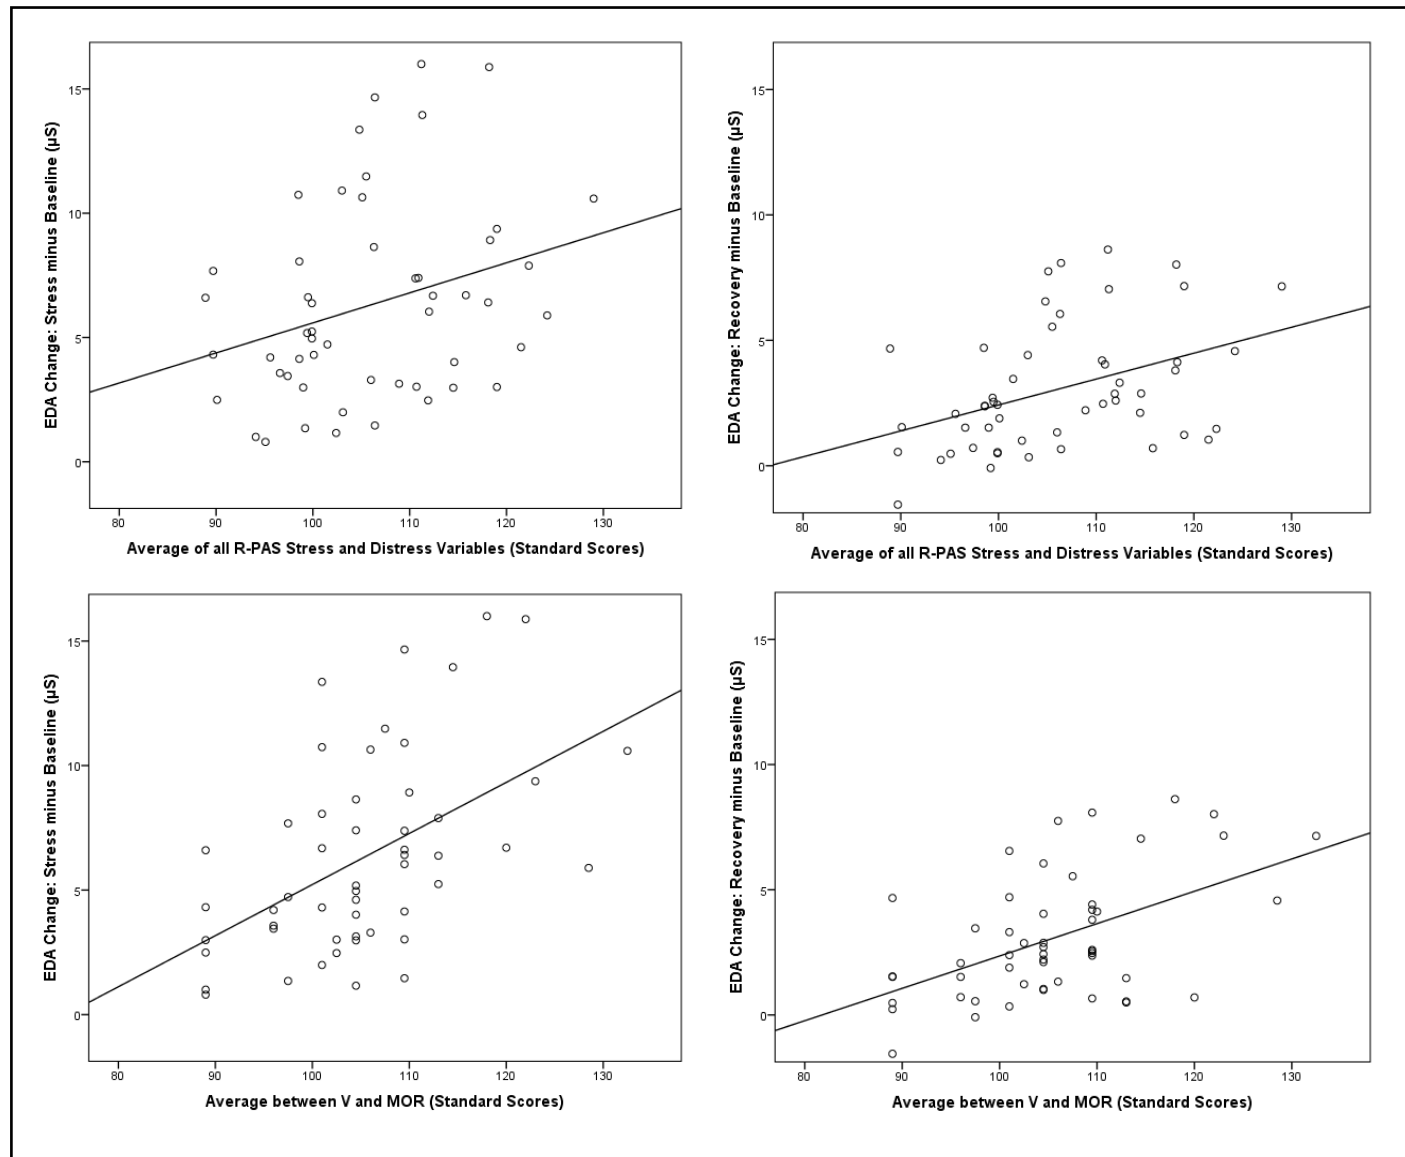 EDA Change: Stress minus Baseline (µS)
15
10
5
0
80 90 100 110 120 130
Average of all R-PAS Stress and Distress Variables (Standard Scores)
EDA Change: Recovery minus Baseline (µS)
15
10
5
0
80 90 100 110 120 130
Average of all R-PAS Stress and Distress Variables (Standard Scores)
EDA Change: Stress minus Baseline (µS)
15
10
5
0
80 90 100 110 120 130
Average between V and MOR (Standard Scores)
EDA Change: Recovery minus Baseline (µS)
15
10
5
0
80 90 100 110 120 130
Average between V and MOR (Standard Scores)